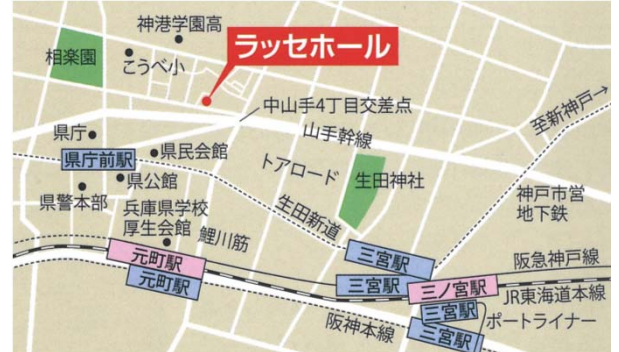 神港学園高
ラッセホール
相楽園
こうべ小
中山手4丁目交差点
至新神戸→
山手幹線
県庁
県民会館
県庁前駅
トアロード
県公館
生田神社
県警本部
神戸市営
地下鉄
兵庫県学校
厚生会館
生田新道
鯉川筋
元町駅
三宮駅
阪急神戸線
元町駅
三宮駅
三ノ宮駅
JR東海道本線
三宮駅
ポートライナー
阪神本線
三宮駅